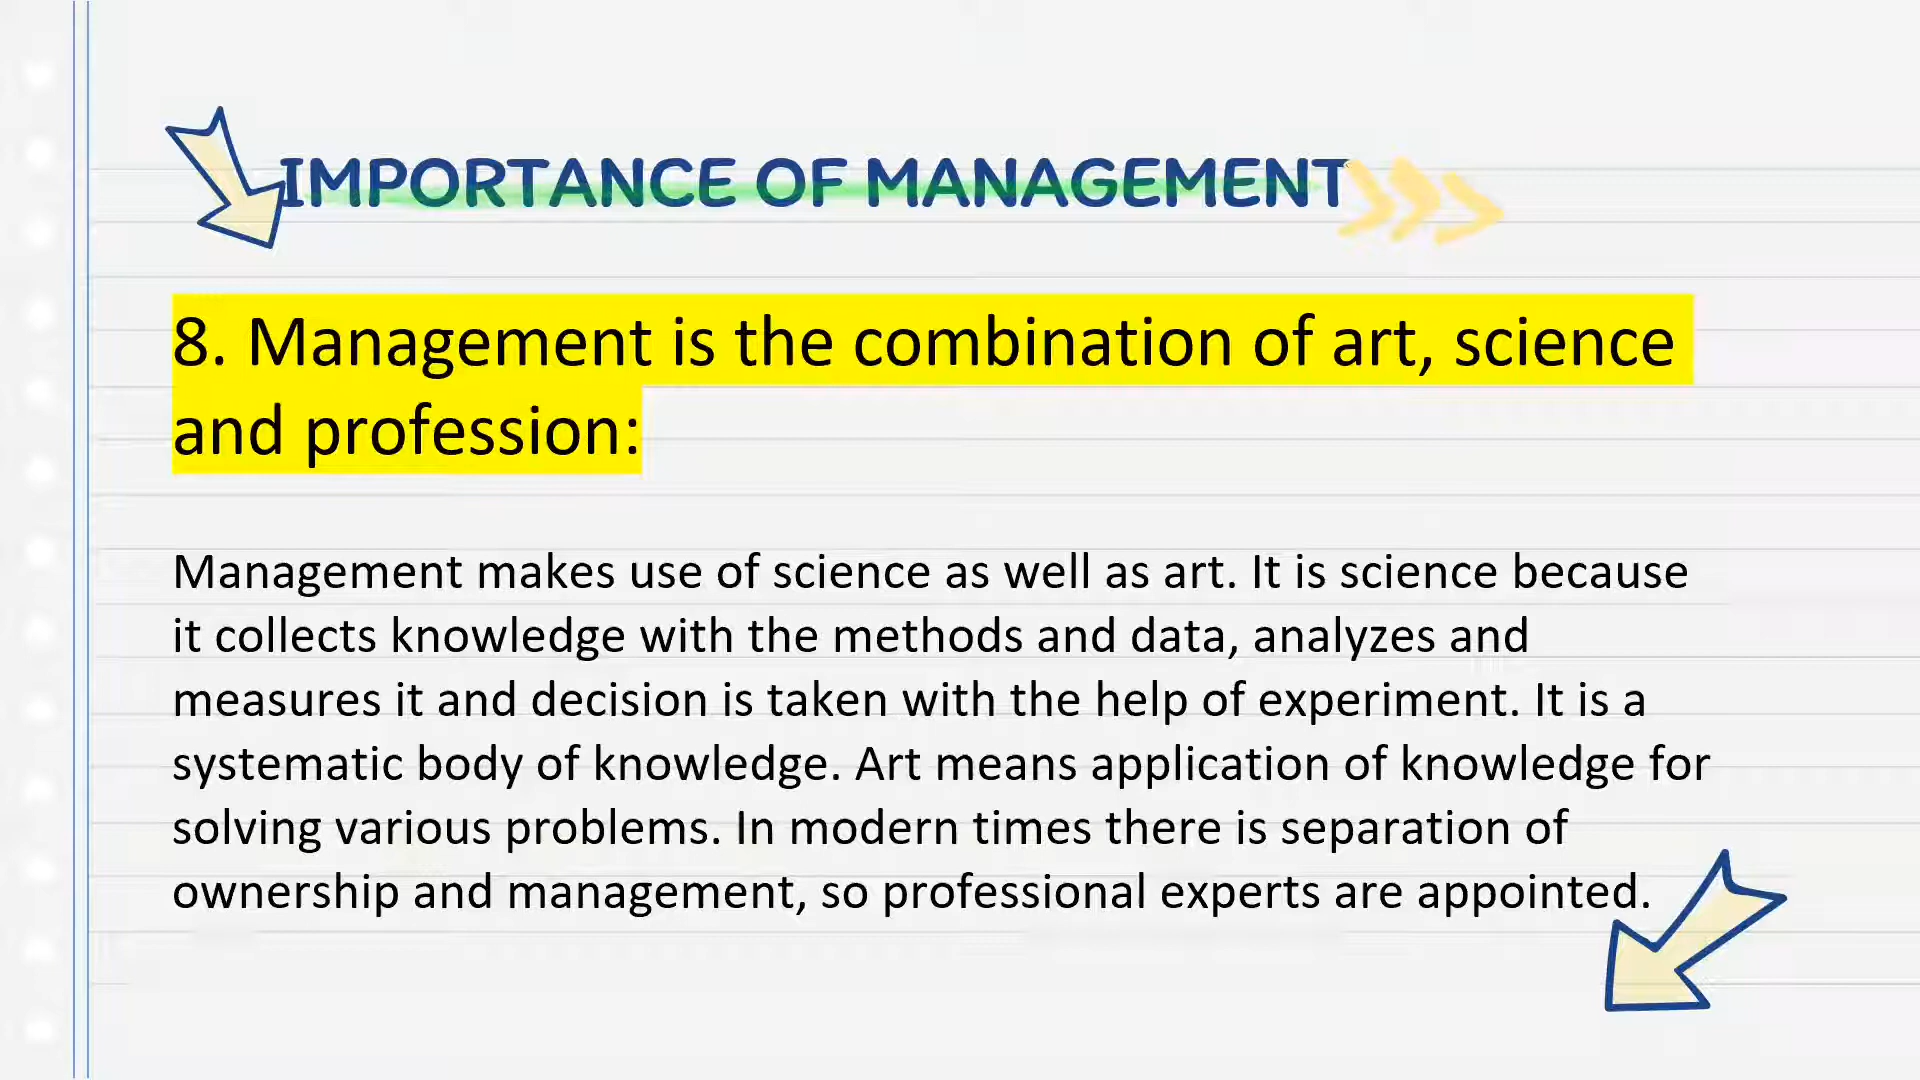 IMPORTANCE OF MANAGEMENT
8. Management is the combination of art, science
and profession:
Management makes use of science as well as art. It is science because
it collects knowledge with the methods and data, analyzes and
measures it and decision is taken with the help of experiment. It is a
systematic body of knowledge. Art means application of knowledge for
solving various problems. In modern times there is separation of
ownership and management, so professional experts are appointed.